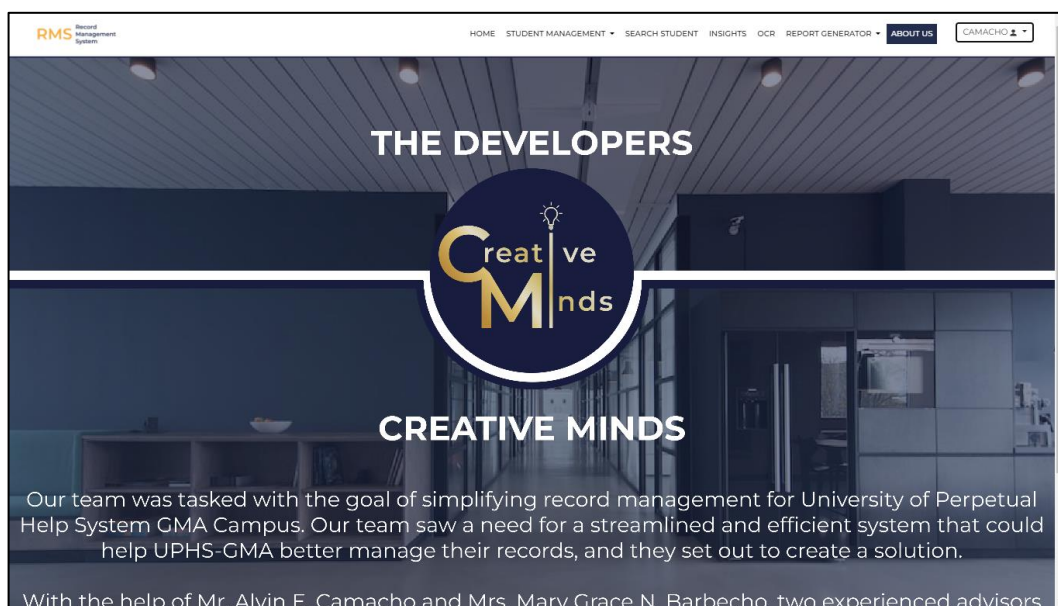 RMS Record
Management
System
HOME STUDENT MANAGEMENT SEARCH STUDENT INSIGHTS OCR REPORT GENERATOR ABOUT US CAMACHO
THE DEVELOPERS
Creative
Minds
CREATIVE MINDS
Our team was tasked with the goal of simplifying record management for University of Perpetual
Help System GMA Campus. Our team saw a need for a streamlined and efficient system that could
help UPHS-GMA better manage their records, and they set out to create a solution.
With the help of Mr. Alvin E. Camacho and Mrs. Mary Grace N. Barbecho, two experienced advisors